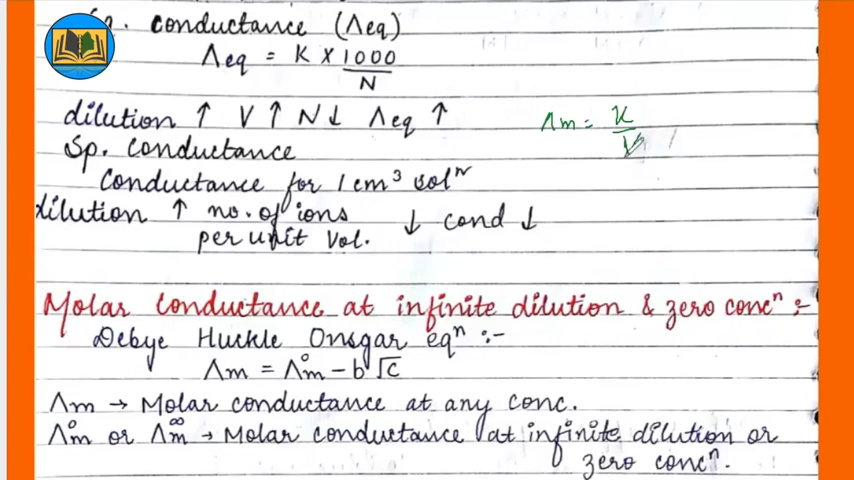 conductance (Λeq)
Λeq = K × 1000/N
dilution ↑ V ↑ N↓ Λeq ↑
Λm = K/
Sp. Conductance
Conductance for 1 cm³ solⁿ
dilution ↑ no. of ions per unit Vol. ↓ cond ↓
Molar conductance at infinite dilution & zero concⁿ :-
Debye Huckle Onsgar eqⁿ :-
Λm = Λ°m - b√C
Λm → Molar conductance at any conc.
Λ°m or Λ∞m → Molar conductance at infinite dilution or
zero concⁿ.